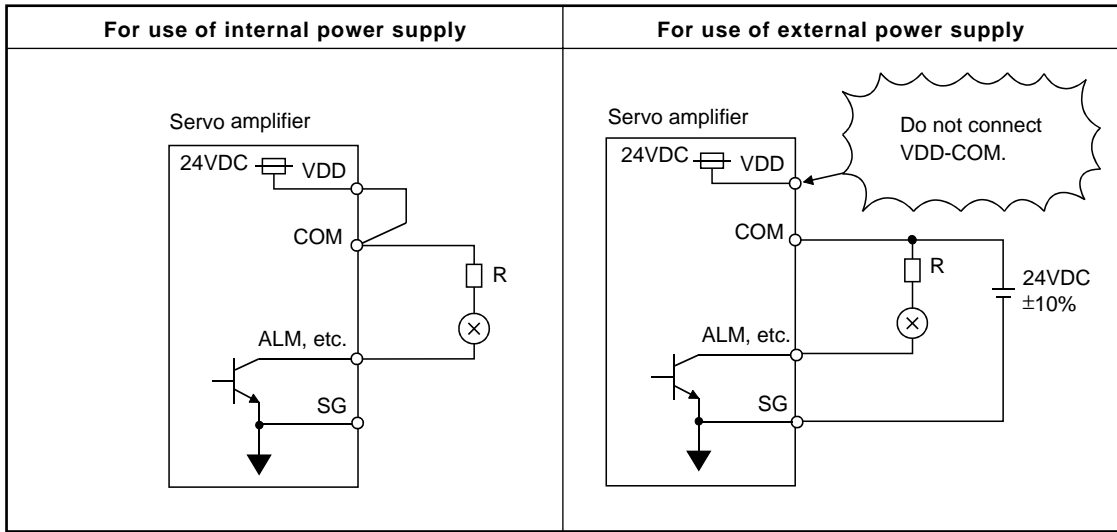 For use of internal power supply
For use of external power supply
Servo amplifier
24VDC
VDD
COM
R
ALM, etc.
SG
Servo amplifier
24VDC
VDD
Do not connect
VDD-COM.
COM
R
24VDC
±10%
ALM, etc.
SG